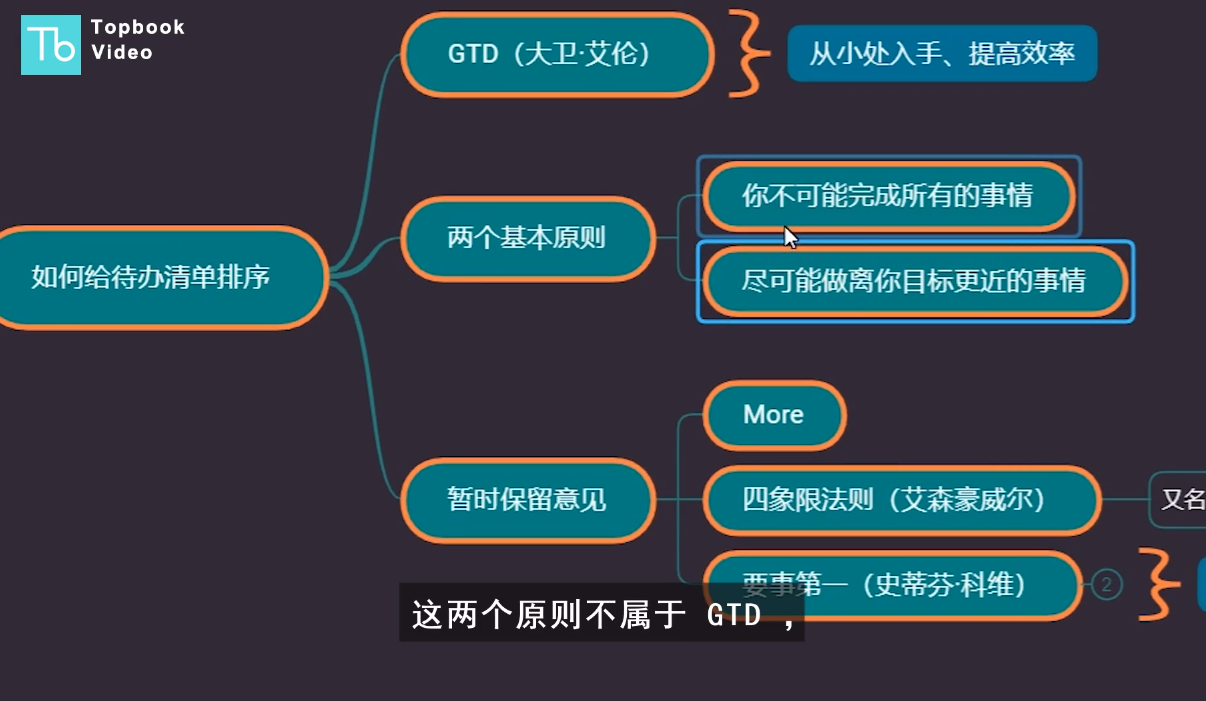 Tb
Topbook
Video
GTD（大卫·艾伦）
从小处入手、提高效率
你不可能完成所有的事情
两个基本原则
如何给待办清单排序
尽可能做离你目标更近的事情
More
暂时保留意见
四象限法则（艾森豪威尔）
又名
要事第一（史蒂芬·科维）
2
这两个原则不属于 GTD ，